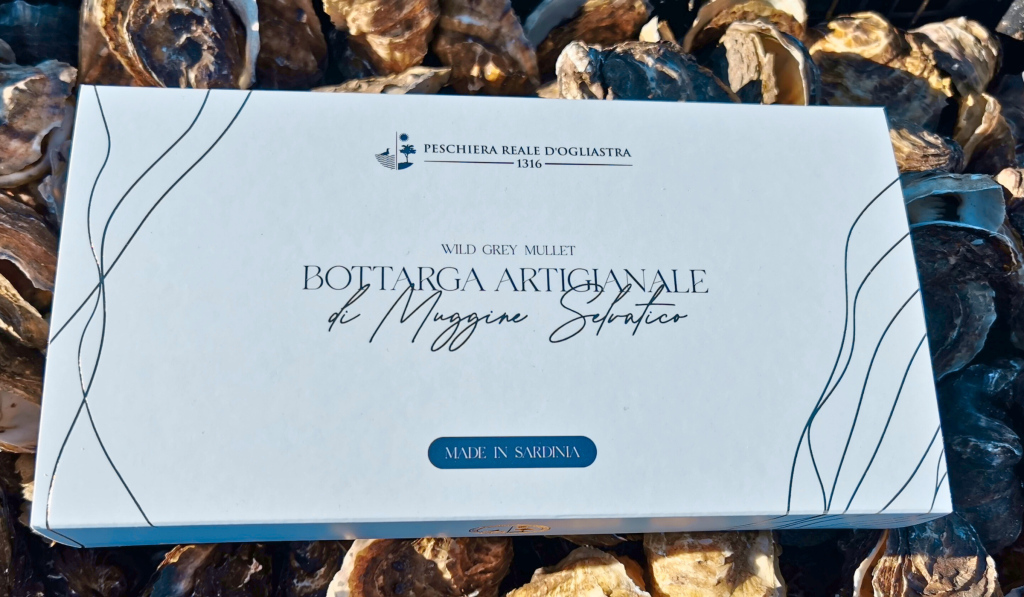 PESCHIERA REALE D'OGLIASTRA
1316
WILD GREY MULLET
BOTTARGA ARTIGIANALE
di Muggine Selvatico
MADE IN SARDINIA